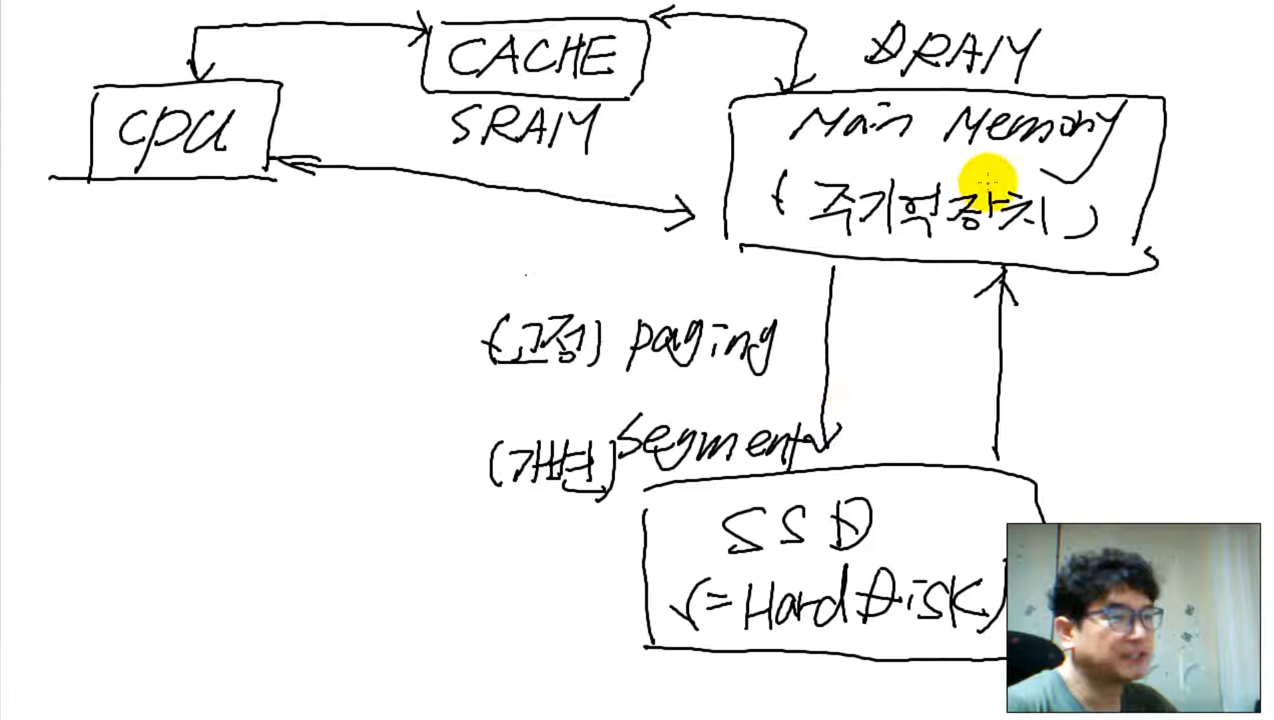 CACHE
DRAM
CPU
SRAM
Main Memory
(주기억장치)
(고정) paging
(가변) Segment
SSD
(=Hard Disk)